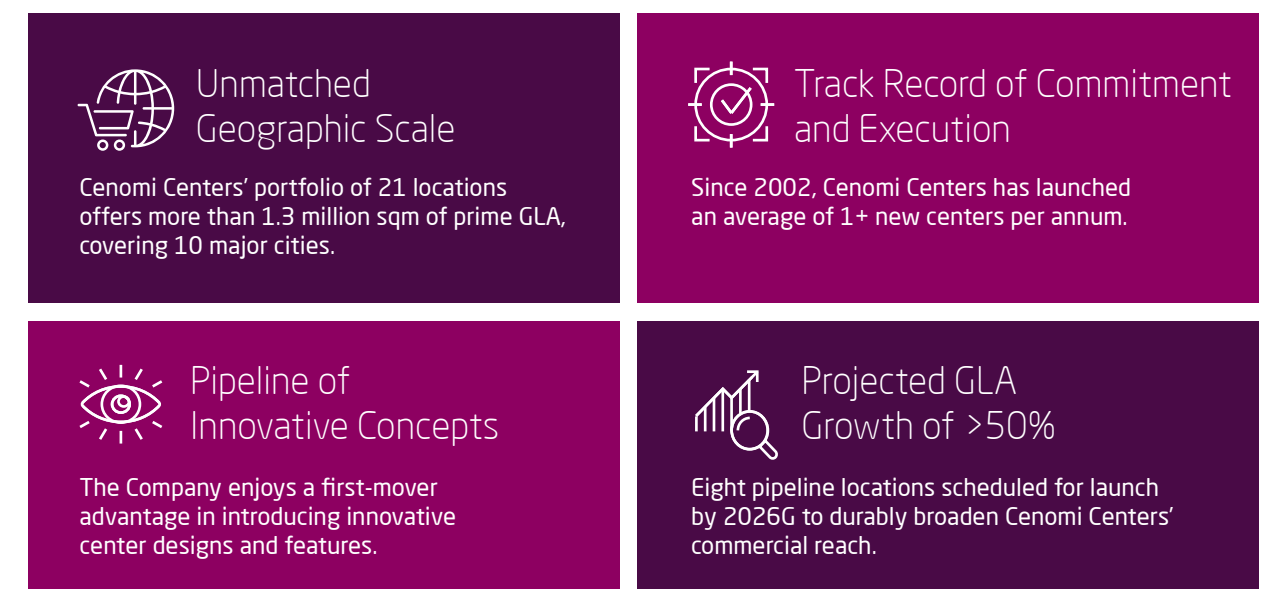 Unmatched
Geographic Scale
Cenomi Centers’ portfolio of 21 locations
offers more than 1.3 million sqm of prime GLA,
covering 10 major cities.
Track Record of Commitment
and Execution
Since 2002, Cenomi Centers has launched
an average of 1+ new centers per annum.
Pipeline of
Innovative Concepts
The Company enjoys a first-mover
advantage in introducing innovative
center designs and features.
Projected GLA
Growth of >50%
Eight pipeline locations scheduled for launch
by 2026G to durably broaden Cenomi Centers’
commercial reach.